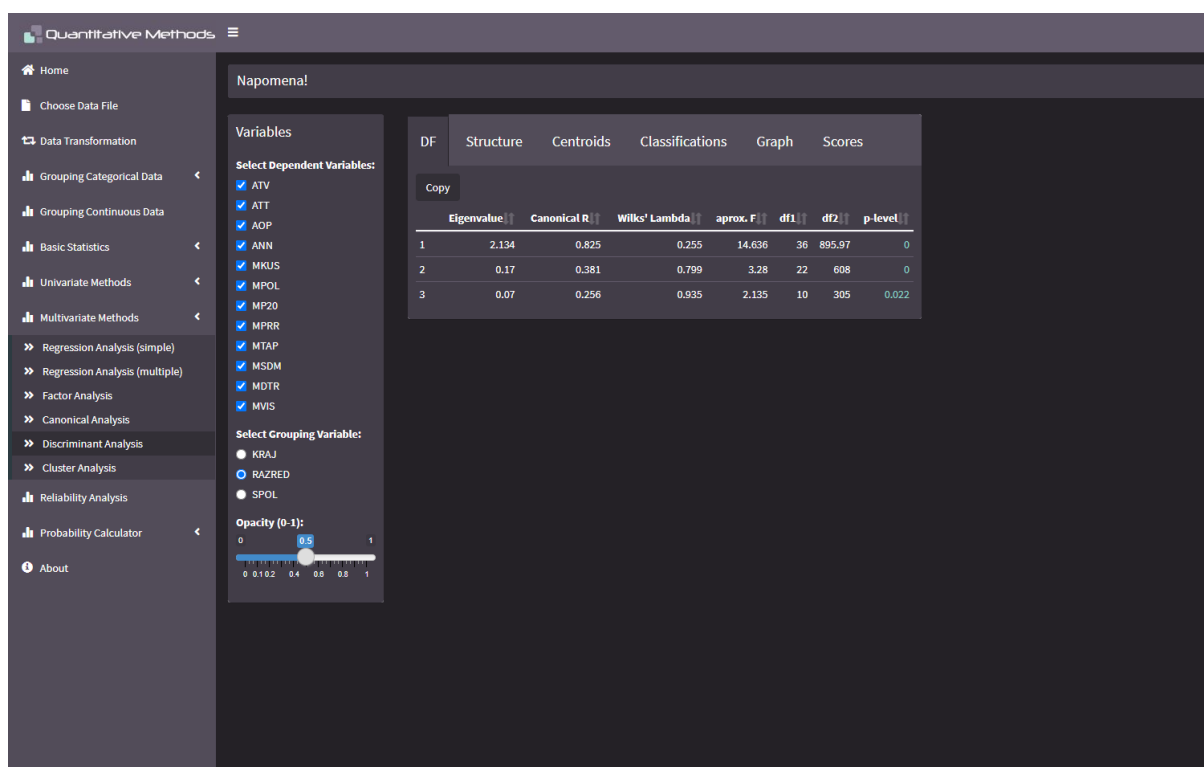 Quantitative Methods
Home
Choose Data File
Data Transformation
Grouping Categorical Data
Grouping Continuous Data
Basic Statistics
Univariate Methods
Multivariate Methods
Regression Analysis (simple)
Regression Analysis (multiple)
Factor Analysis
Canonical Analysis
Discriminant Analysis
Cluster Analysis
Reliability Analysis
Probability Calculator
About
Napomena!
Variables
Select Dependent Variables:
ATV
ATT
AOP
ANN
MKUS
MPOL
MP20
MPRR
MTAP
MSDM
MDTR
MVIS
Select Grouping Variable:
KRAJ
RAZRED
SPOL
Opacity (0-1):
0 0.5 1
0 0.1 0.2 0.4 0.6 0.8 1
DF Structure Centroids Classifications Graph Scores
Copy
Eigenvalue Canonical R Wilks' Lambda aprox. F df1 df2 p-level
1 2.134 0.825 0.255 14.636 36 895.97 0
2 0.17 0.381 0.799 3.28 22 608 0
3 0.07 0.256 0.935 2.135 10 305 0.022